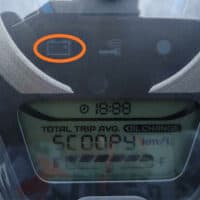 18:88
TOTAL TRIP AVG. OIL CHANGE
SCOOPY km/L
F